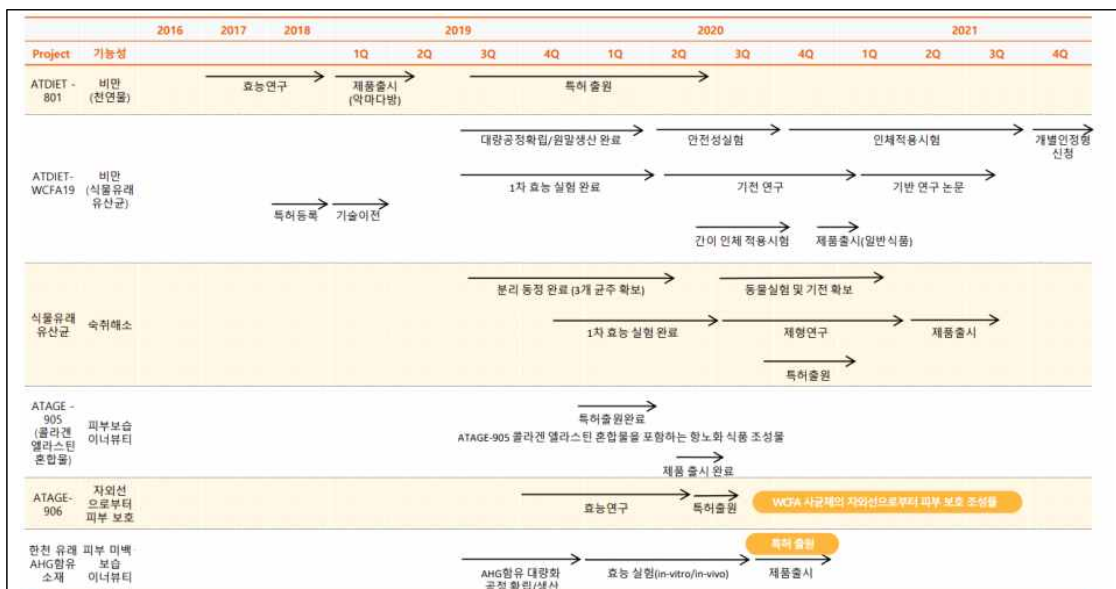 2016 2017 2018 2019 2020 2021
Project 기능성 1Q 2Q 3Q 4Q 1Q 2Q 3Q 4Q 1Q 2Q 3Q 4Q
ATDIET -
801
비만
(천연물)
효능연구
제품출시
(악마다방)
특허 출원
ATDIET-
WCFA19
비만
(식물유래
유산균)
대량공정확립/원말생산 완료
안전성실험
인체적용시험
개별인정형
신청
1차 효능 실험 완료
기전 연구
기반 연구 논문
특허등록
기술이전
간이 인체 적용시험
제품출시(일반식품)
식물유래
유산균
숙취해소
분리 동정 완료 (3개 균주 확보)
동물실험 및 기전 확보
1차 효능 실험 완료
제형연구
제품출시
특허출원
ATAGE -
905
(콜라겐
엘라스틴
혼합물)
피부보습
이너뷰티
특허출원완료
ATAGE-905 콜라겐 엘라스틴 혼합물을 포함하는 항노화 식품 조성물
제품 출시 완료
ATAGE-
906
자외선
으로부터
피부 보호
효능연구
특허출원
WCFA 사균체의 자외선으로부터 피부 보호 조성물
한천 유래
AHG함유
소재
피부 미백
보습
이너뷰티
특허 출원
AHG함유 대량화
공정 확립/생산
효능 실험(in-vitro/in-vivo)
제품출시